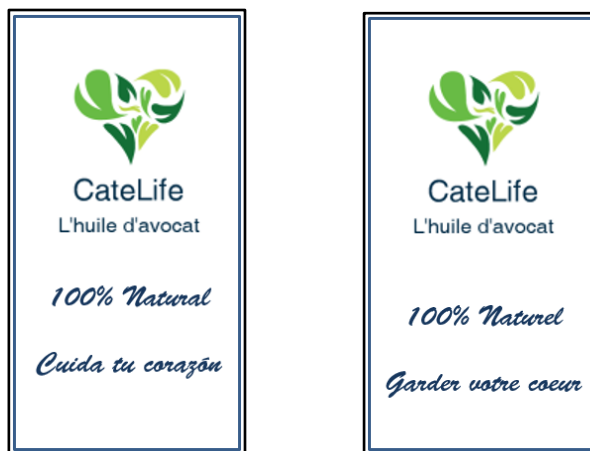 CateLife
L'huile d'avocat
100% Natural
Cuida tu corazón
CateLife
L'huile d'avocat
100% Naturel
Garder votre coeur